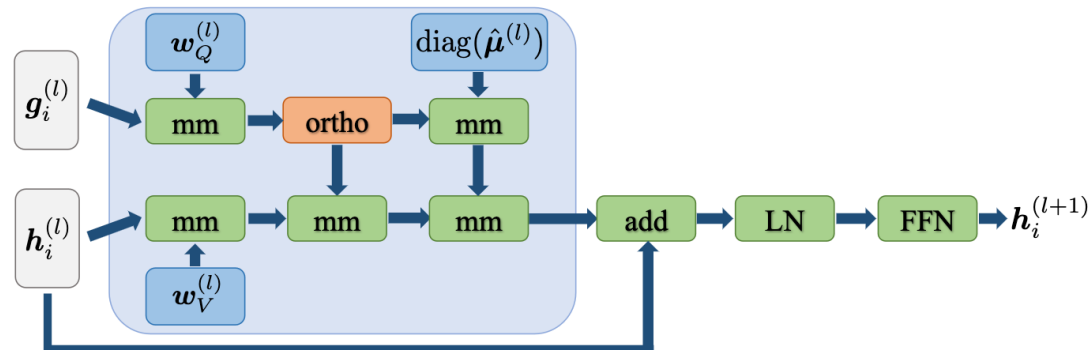 w_Q^{(l)} diag(μ̂^{(l)})
g_i^{(l)} mm ortho mm
h_i^{(l)} mm mm mm add LN FFN h_i^{(l+1)}
w_V^{(l)}